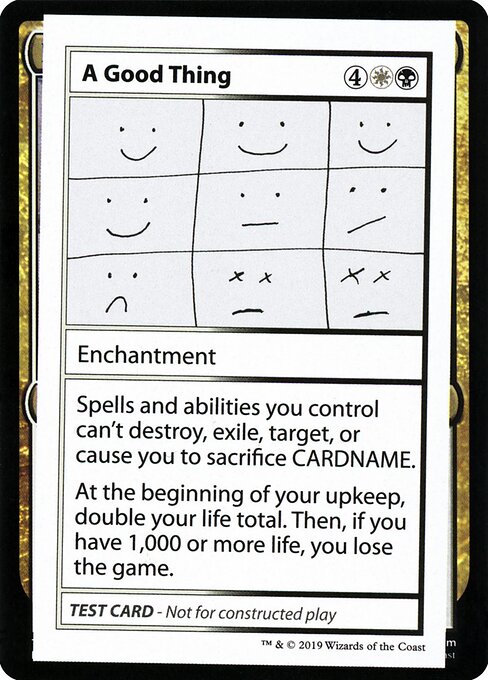 A Good Thing 4
Enchantment
Spells and abilities you control
can't destroy, exile, target, or
cause you to sacrifice CARDNAME.
At the beginning of your upkeep,
double your life total. Then, if you
have 1,000 or more life, you lose
the game.
TEST CARD - Not for constructed play
™ & © 2019 Wizards of the Coast